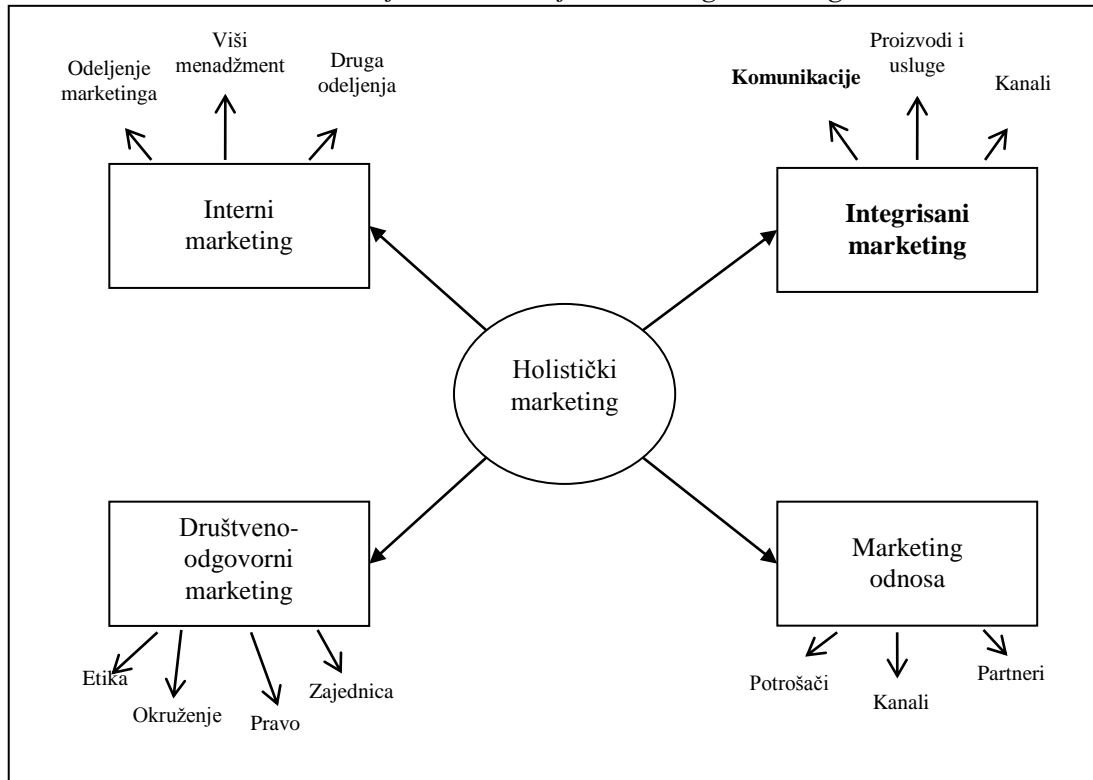 Viši
menadžment
Odeljenje
marketinga
Druga
odeljenja
Interni
marketing
Komunikacije
Proizvodi i
usluge
Kanali
Integrisani
marketing
Holistički
marketing
Društveno-
odgovorni
marketing
Etika
Okruženje
Pravo
Zajednica
Marketing
odnosa
Potrošači
Kanali
Partneri